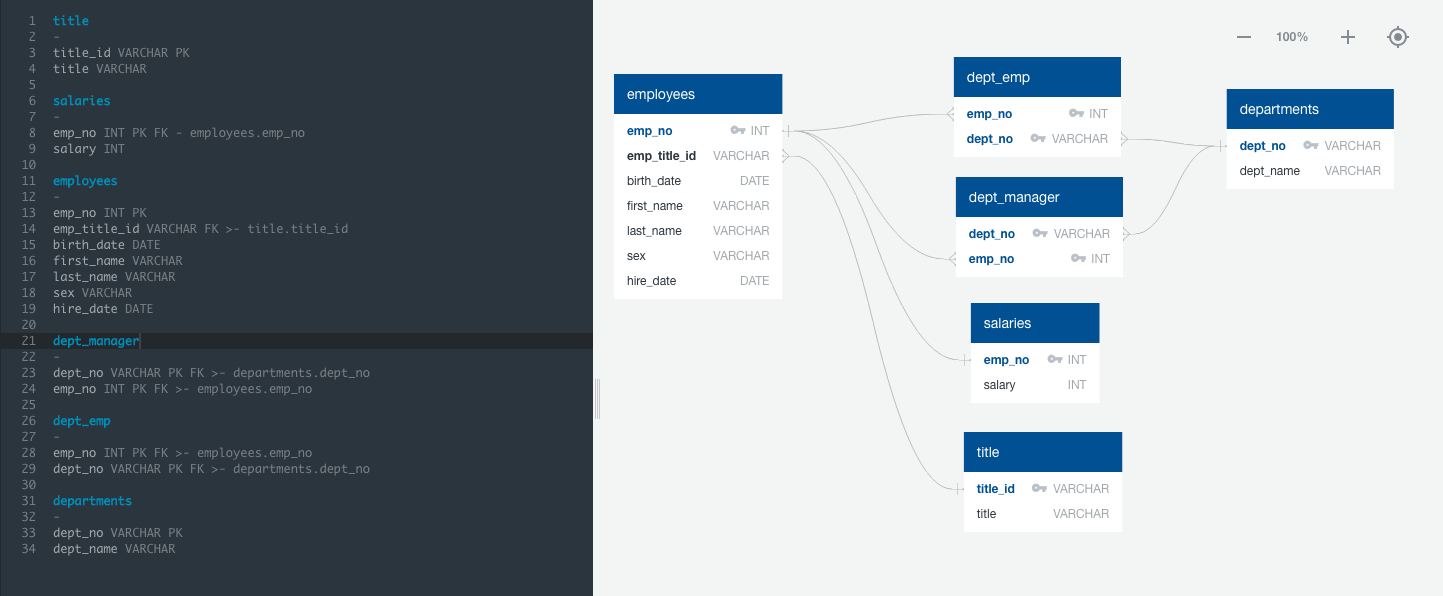 1 title
2 -
3 title_id VARCHAR PK
4 title VARCHAR
5
6 salaries
7 -
8 emp_no INT PK FK - employees.emp_no
9 salary INT
10
11 employees
12 -
13 emp_no INT PK
14 emp_title_id VARCHAR FK >- title.title_id
15 birth_date DATE
16 first_name VARCHAR
17 last_name VARCHAR
18 sex VARCHAR
19 hire_date DATE
20
21 dept_manager
22 -
23 dept_no VARCHAR PK FK >- departments.dept_no
24 emp_no INT PK FK >- employees.emp_no
25
26 dept_emp
27 -
28 emp_no INT PK FK >- employees.emp_no
29 dept_no VARCHAR PK FK >- departments.dept_no
30
31 departments
32 -
33 dept_no VARCHAR PK
34 dept_name VARCHAR
100%
employees
emp_no INT
emp_title_id VARCHAR
birth_date DATE
first_name VARCHAR
last_name VARCHAR
sex VARCHAR
hire_date DATE
dept_emp
emp_no INT
dept_no VARCHAR
departments
dept_no VARCHAR
dept_name VARCHAR
dept_manager
dept_no VARCHAR
emp_no INT
salaries
emp_no INT
salary INT
title
title_id VARCHAR
title VARCHAR